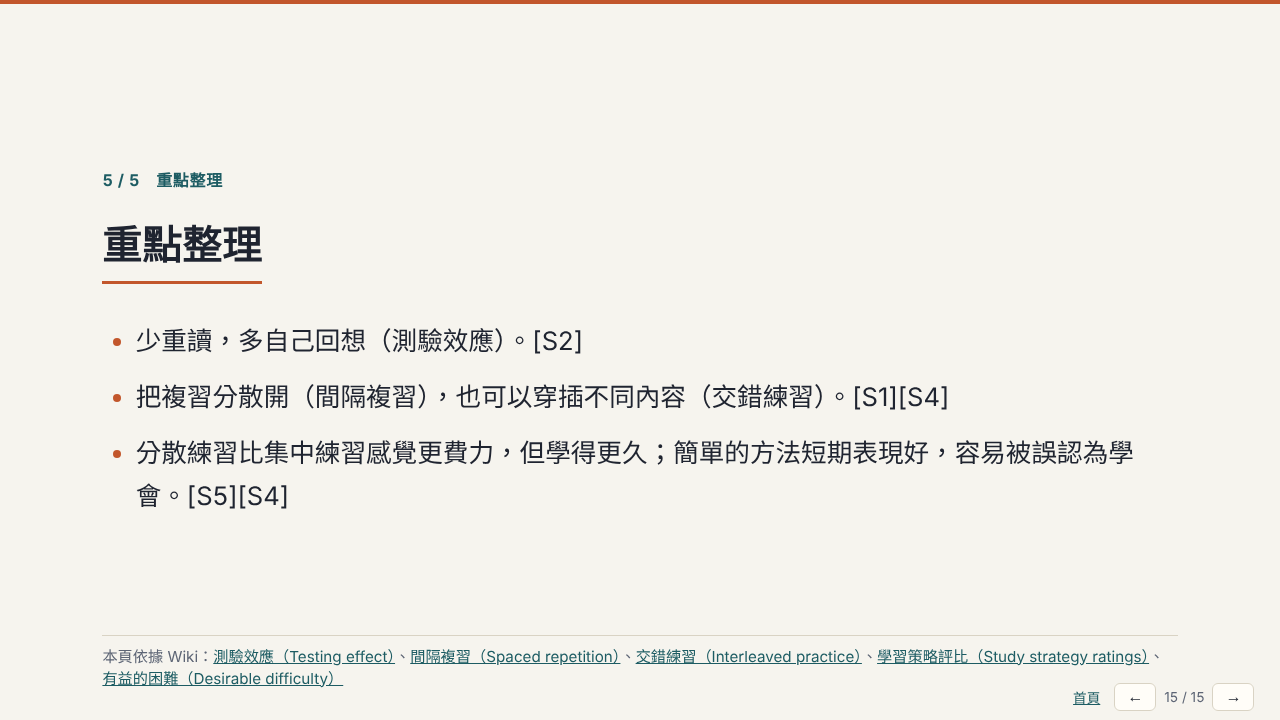 5 / 5　重點整理
重點整理
少重讀，多自己回想（測驗效應）。[S2]
把複習分散開（間隔複習），也可以穿插不同內容（交錯練習）。[S1][S4]
分散練習比集中練習感覺更費力，但學得更久；簡單的方法短期表現好，容易被誤認為學
會。[S5][S4]
本頁依據 Wiki：測驗效應（Testing effect）、間隔複習（Spaced repetition）、交錯練習（Interleaved practice）、學習策略評比（Study strategy ratings）、
有益的困難（Desirable difficulty）
首頁 ← 15 / 15 →